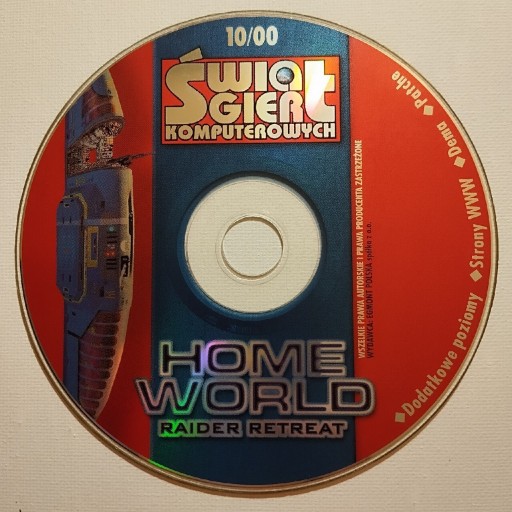 10/00
Świat
Gier
KOMPUTEROWYCH
WSZELKIE PRAWA AUTORSKIE I PRAWA PRODUCENTA ZASTRZEŻONE
WYDAWCA: EGMONT POLSKA spółka z o.o.
◆Dodatkowe poziomy ◆Strony WWW ◆Dema ◆Patche
HOME
WORLD
RAIDER RETREAT